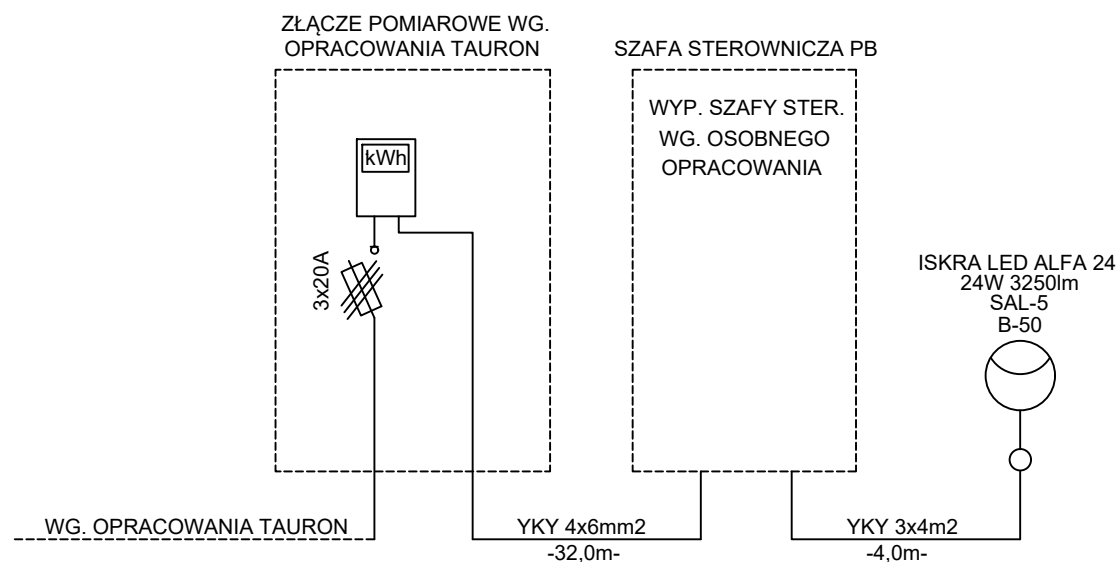 ZŁĄCZE POMIAROWE WG.
OPRACOWANIA TAURON
SZAFA STEROWNICZA PB
WYP. SZAFY STER.
WG. OSOBNEGO
OPRACOWANIA
kWh
3x20A
ISKRA LED ALFA 24
24W 3250lm
SAL-5
B-50
WG. OPRACOWANIA TAURON
YKY 4x6mm2
-32,0m-
YKY 3x4m2
-4,0m-